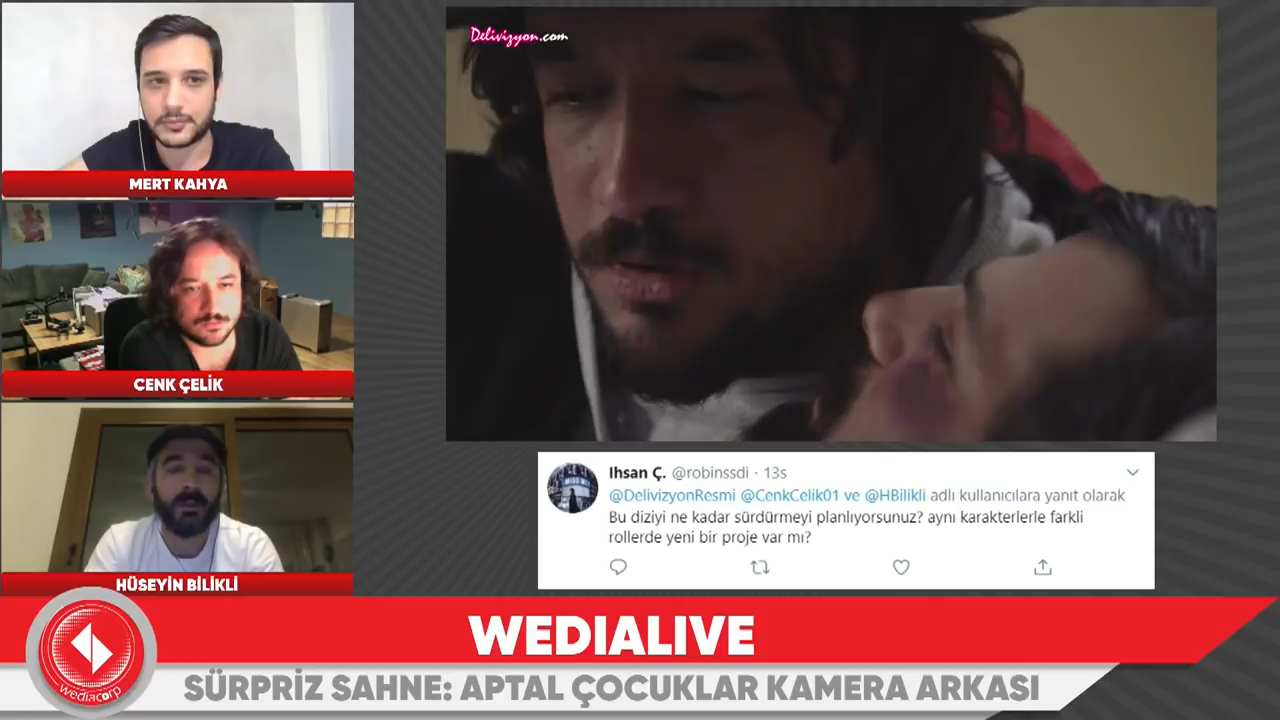 MERT KAHYA
CENK ÇELİK
HÜSEYİN BİLİKLİ
Delivizyon.com
Ihsan Ç. @robinssdi · 13s
@DelivizyonResmi @CenkCelik01 ve @HBilikli adlı kullanıcılara yanıt olarak
Bu diziyi ne kadar sürdürmeyi planlıyorsunuz? aynı karakterlerle farkli
rollerde yeni bir proje var mı?
WEDIALIVE
wediacorp
SÜRPRİZ SAHNE: APTAL ÇOCUKLAR KAMERA ARKASI